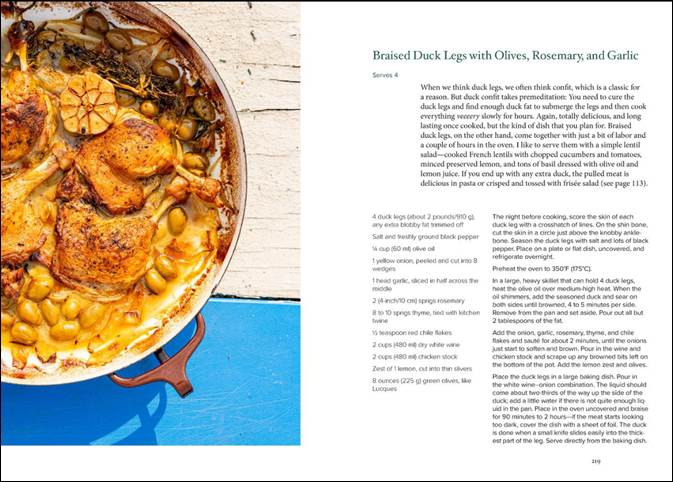 Braised Duck Legs with Olives, Rosemary, and Garlic
Serves 4
When we think duck legs, we often think confit, which is a classic for
a reason. But duck confit takes premeditation: You need to cure the
duck legs and find enough duck fat to submerge the legs and then cook
everything veeery slowly for hours. Again, totally delicious, and long
lasting once cooked, but the kind of dish that you plan for. Braised
duck legs, on the other hand, come together with just a bit of labor and
a couple of hours in the oven. I like to serve them with a simple lentil
salad—cooked French lentils with chopped cucumbers and tomatoes,
minced preserved lemon, and tons of basil dressed with olive oil and
lemon juice. If you end up with any extra duck, the pulled meat is
delicious in pasta or crisped and tossed with frisée salad (see page 113).
4 duck legs (about 2 pounds/910 g),
any extra blobby fat trimmed off
Salt and freshly ground black pepper
¼ cup (60 ml) olive oil
1 yellow onion, peeled and cut into 8
wedges
1 head garlic, sliced in half across the
middle
2 (4-inch/10 cm) sprigs rosemary
8 to 10 sprigs thyme, tied with kitchen
twine
½ teaspoon red chile flakes
2 cups (480 ml) dry white wine
2 cups (480 ml) chicken stock
Zest of 1 lemon, cut into thin slivers
8 ounces (225 g) green olives, like
Lucques
The night before cooking, score the skin of each
duck leg with a crosshatch of lines. On the shin bone,
cut the skin in a circle just above the knobby ankle-
bone. Season the duck legs with salt and lots of black
pepper. Place on a plate or flat dish, uncovered, and
refrigerate overnight.
Preheat the oven to 350°F (175°C).
In a large, heavy skillet that can hold 4 duck legs,
heat the olive oil over medium-high heat. When the
oil shimmers, add the seasoned duck and sear on
both sides until browned, 4 to 5 minutes per side.
Remove from the pan and set aside. Pour out all but
2 tablespoons of the fat.
Add the onion, garlic, rosemary, thyme, and chile
flakes and sauté for about 2 minutes, until the onions
just start to soften and brown. Pour in the wine and
chicken stock and scrape up any browned bits left on
the bottom of the pot. Add the lemon zest and olives.
Place the duck legs in a large baking dish. Pour in
the white wine–onion combination. The liquid should
come about two-thirds of the way up the side of the
duck; add a little water if there is not quite enough liq-
uid in the pan. Place in the oven uncovered and braise
for 90 minutes to 2 hours—if the meat starts looking
too dark, cover the dish with a sheet of foil. The duck
is done when a small knife slides easily into the thick-
est part of the leg. Serve directly from the baking dish.
219